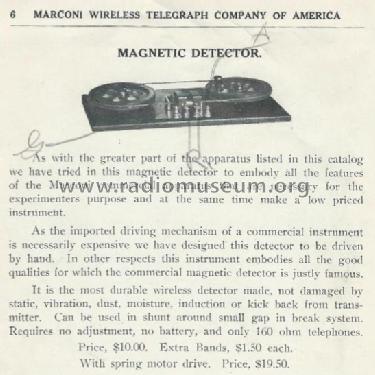 6 MARCONI WIRELESS TELEGRAPH COMPANY OF AMERICA
MAGNETIC DETECTOR.
A
G
R
As with the greater part of the apparatus listed in this catalog
we have tried in this magnetic detector to embody all the features
of the
www.radiomuseum.org
necessary for the
experimenters purpose and at the same time make a low priced
instrument.
As the imported driving mechanism of a commercial instrument
is necessarily expensive we have designed this detector to be driven
by hand. In other respects this instrument embodies all the good
qualities for which the commercial magnetic detector is justly famous.
It is the most durable wireless detector made, not damaged by
static, vibration, dust, moisture, induction or kick back from trans-
mitter. Can be used in shunt around small gap in break system.
Requires no adjustment, no battery, and only 160 ohm telephones.
Price, $10.00. Extra Bands, $1.50 each.
With spring motor drive. Price, $19.50.